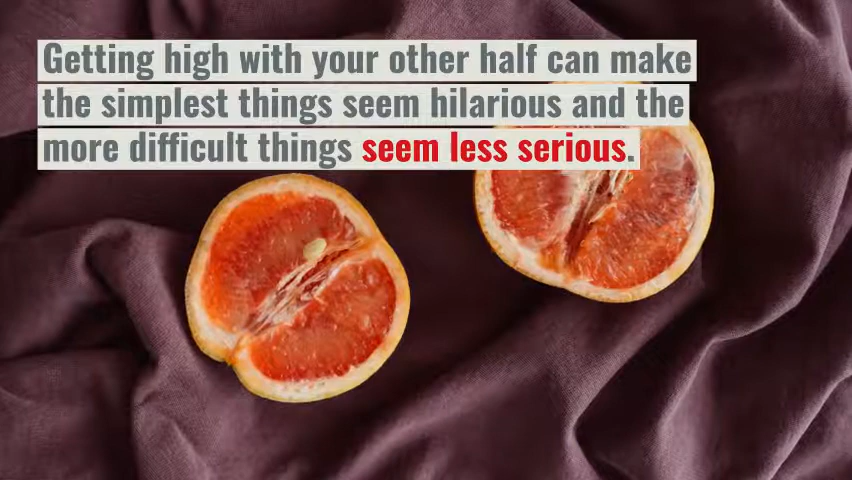 Getting high with your other half can make
the simplest things seem hilarious and the
more difficult things seem less serious.